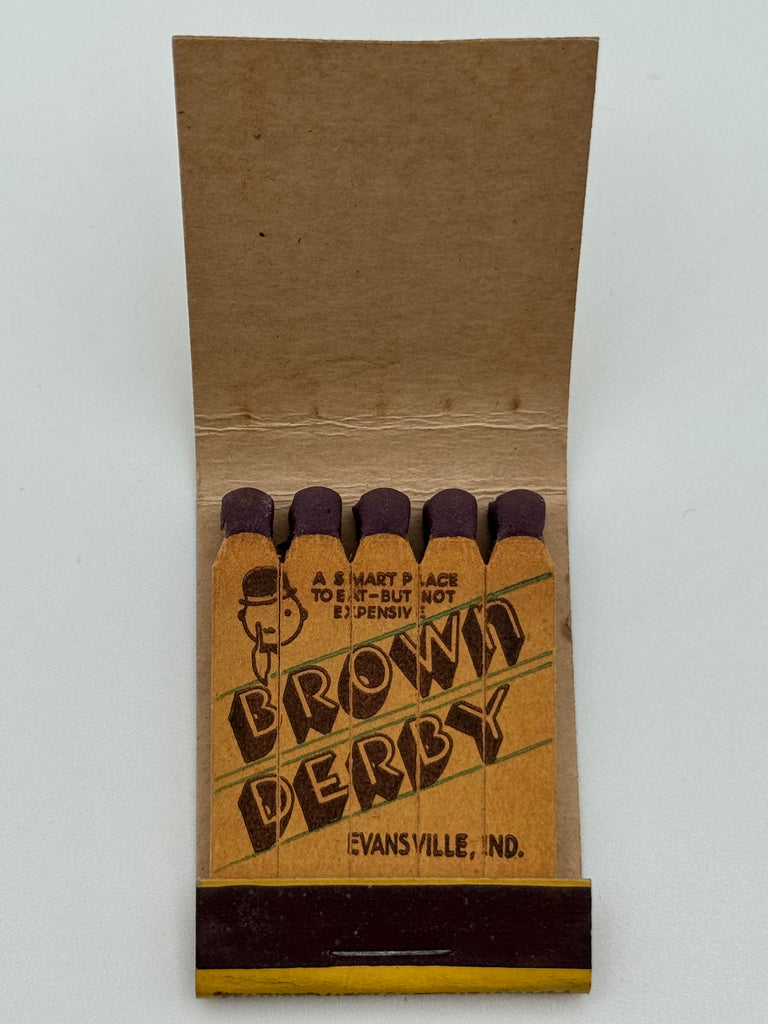 A SMART PLACE
TO EAT-BUT NOT
EXPENSIVE
BROWN
DERBY
EVANSVILLE, IND.